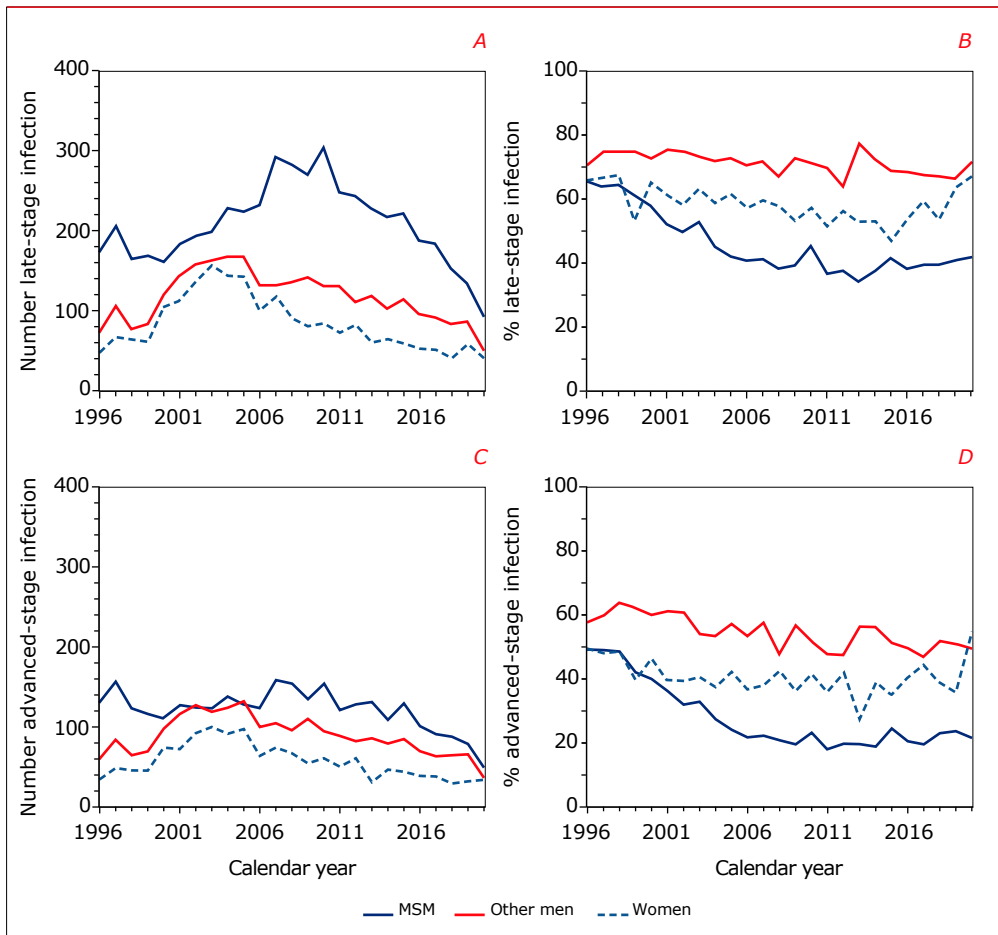 A
Number late-stage infection
400
300
200
100
0
1996 2001 2006 2011 2016
B
% late-stage infection
100
80
60
40
20
0
1996 2001 2006 2011 2016
C
Number advanced-stage infection
400
300
200
100
0
1996 2001 2006 2011 2016
Calendar year
D
% advanced-stage infection
100
80
60
40
20
0
1996 2001 2006 2011 2016
Calendar year
MSM Other men Women